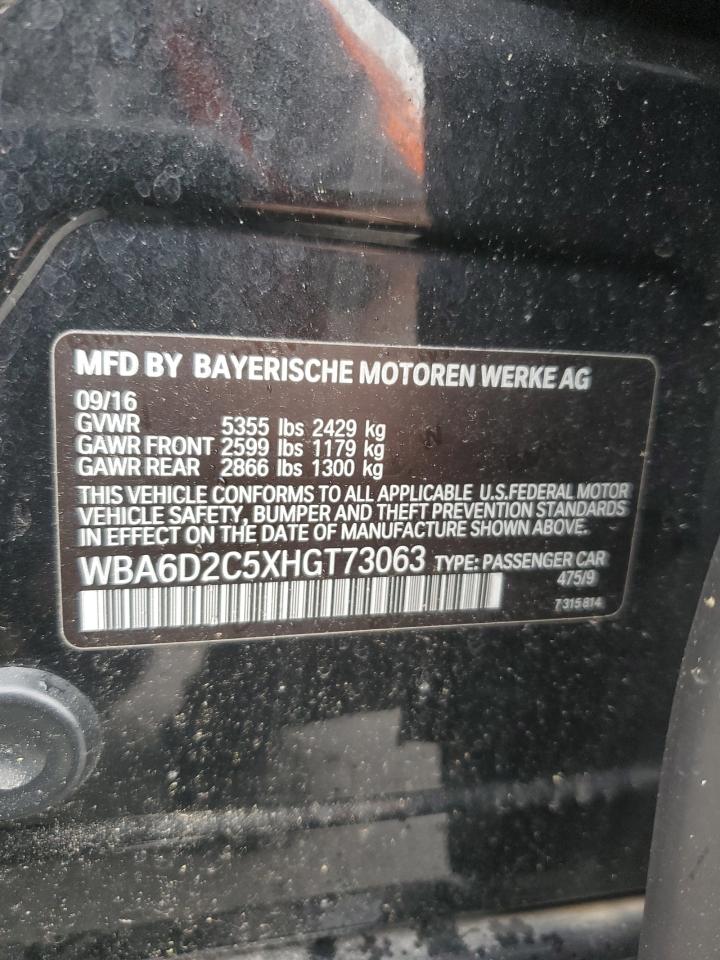 MFD BY BAYERISCHE MOTOREN WERKE AG
09/16
GVWR 5355 lbs 2429 kg
GAWR FRONT 2599 lbs 1179 kg
GAWR REAR 2866 lbs 1300 kg
THIS VEHICLE CONFORMS TO ALL APPLICABLE U.S.FEDERAL MOTOR
VEHICLE SAFETY, BUMPER AND THEFT PREVENTION STANDARDS
IN EFFECT ON THE DATE OF MANUFACTURE SHOWN ABOVE.
WBA6D2C5XHGT73063 TYPE: PASSENGER CAR
475/9
7315814